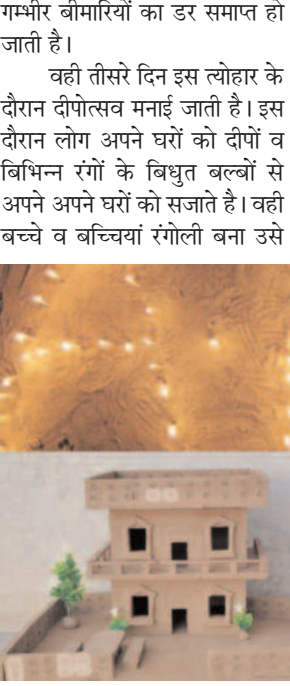 गम्भीर बीमारियों का डर समाप्त हो
जाती है।
वही तीसरे दिन इस त्योहार के
दौरान दीपोत्सव मनाई जाती है। इस
दौरान लोग अपने घरों को दीपों व
बिभिन्न रंगों के बिधुत बल्बों से
अपने अपने घरों को सजाते है। वही
बच्चे व बच्चियां रंगोली बना उसे